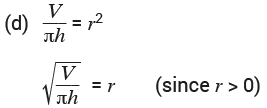 (d) V/πh = r²
√(V/πh) = r (since r > 0)